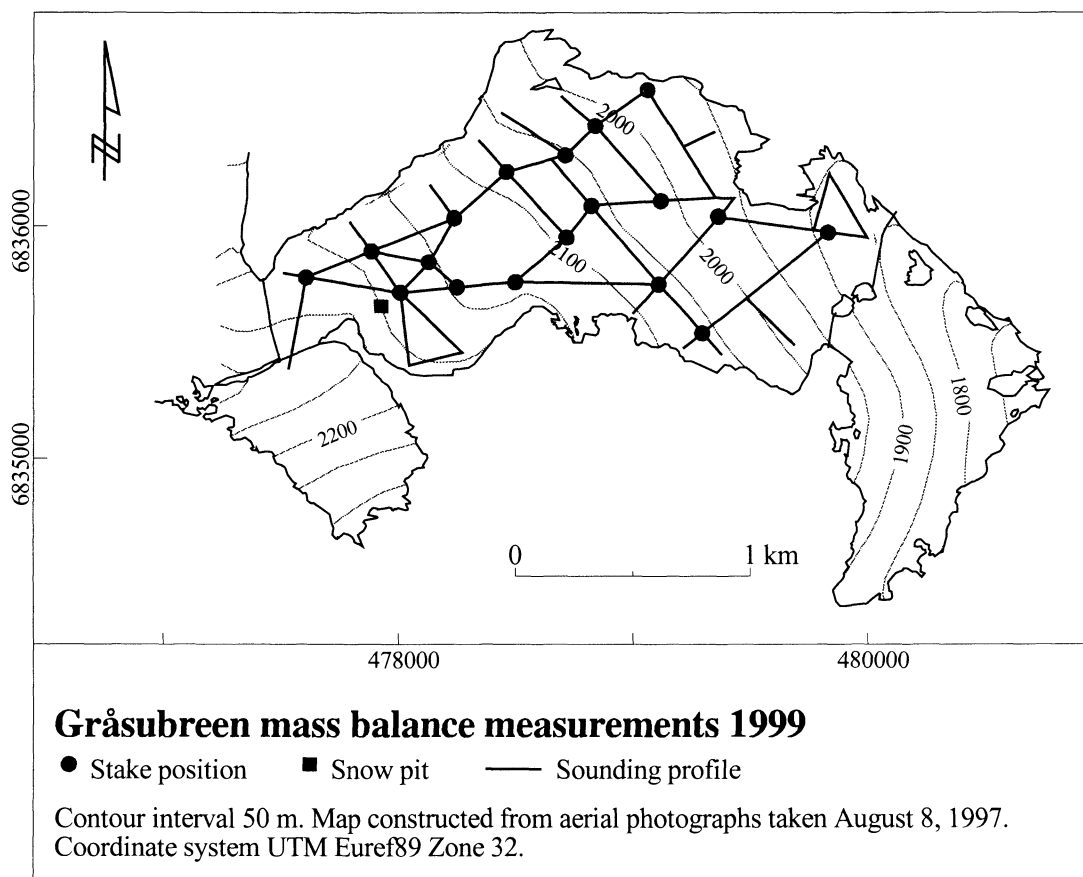 N
2000
6836000
2100
2000
1800
2200
1900
6835000
0 1 km
478000 480000
Gråsubreen mass balance measurements 1999
Stake position Snow pit Sounding profile
Contour interval 50 m. Map constructed from aerial photographs taken August 8, 1997.
Coordinate system UTM Euref89 Zone 32.